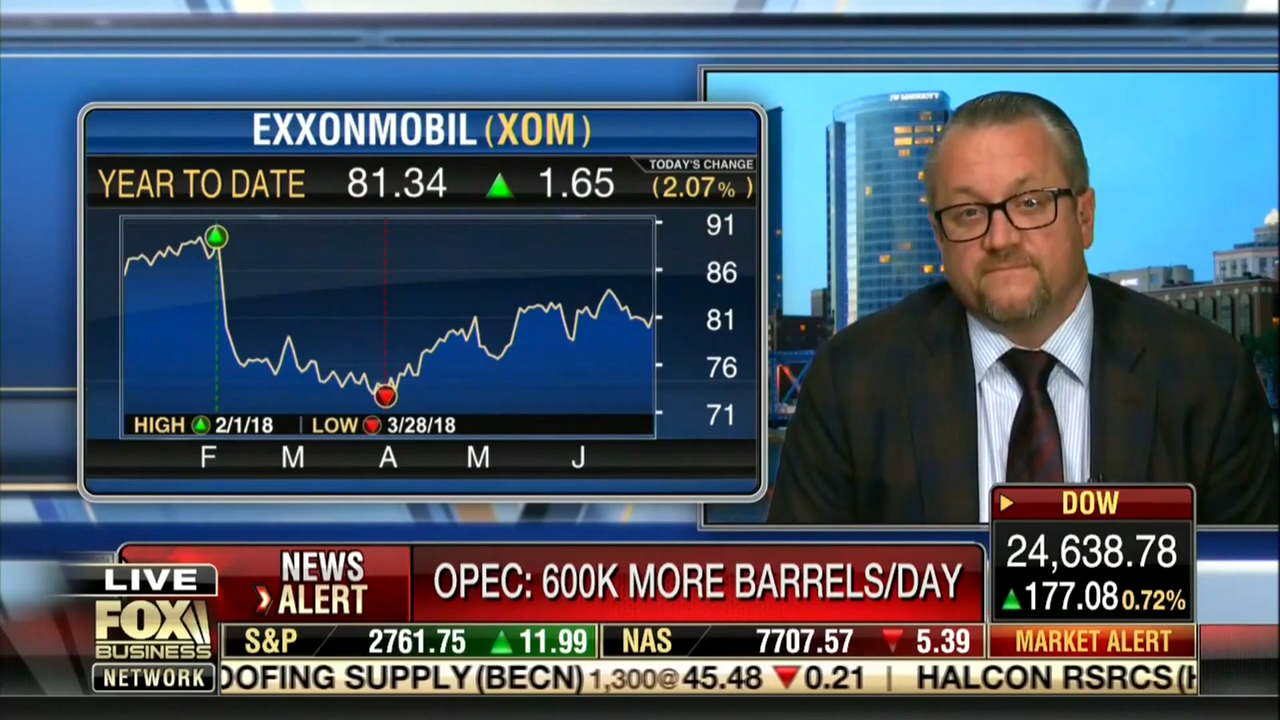 EXXONMOBIL (XOM)
YEAR TO DATE 81.34 1.65 TODAY'S CHANGE (2.07%)
91
86
81
76
71
HIGH 2/1/18 | LOW 3/28/18
F M A M J
JW MARRIOTT
DOW
24,638.78
177.08 0.72%
MARKET ALERT
NEWS ALERT
OPEC: 600K MORE BARRELS/DAY
LIVE
FOX
BUSINESS
NETWORK
S&P 2761.75 11.99 NAS 7707.57 5.39
OOFING SUPPLY(BECN) 1,300@45.48 0.21 | HALCON RSRCS(H